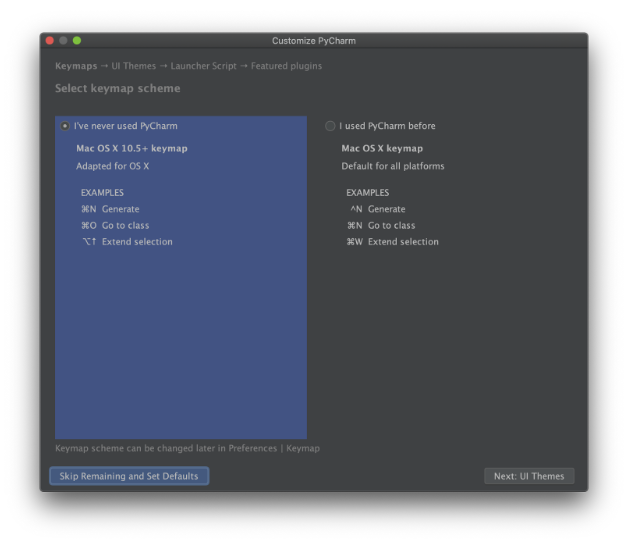 Customize PyCharm
Keymaps → UI Themes → Launcher Script → Featured plugins
Select keymap scheme
I've never used PyCharm
Mac OS X 10.5+ keymap
Adapted for OS X
EXAMPLES
⌘N Generate
⌘O Go to class
⌥↑ Extend selection
I used PyCharm before
Mac OS X keymap
Default for all platforms
EXAMPLES
^N Generate
⌘N Go to class
⌘W Extend selection
Keymap scheme can be changed later in Preferences | Keymap
Skip Remaining and Set Defaults
Next: UI Themes